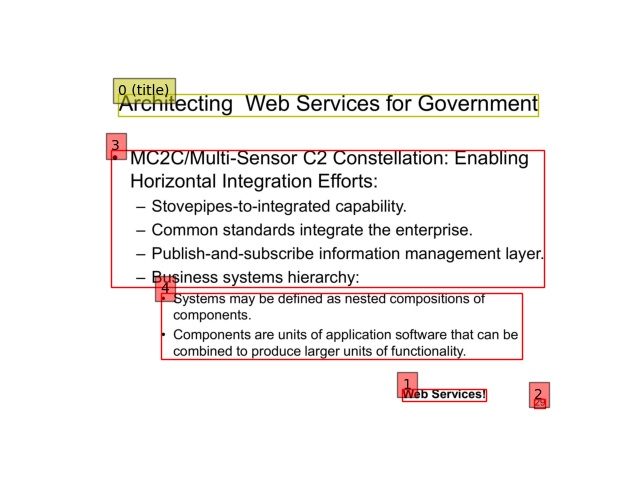 0 (title)
Architecting Web Services for Government
3
• MC2C/Multi-Sensor C2 Constellation: Enabling
Horizontal Integration Efforts:
– Stovepipes-to-integrated capability.
– Common standards integrate the enterprise.
– Publish-and-subscribe information management layer.
– Business systems hierarchy:
4
• Systems may be defined as nested compositions of
components.
• Components are units of application software that can be
combined to produce larger units of functionality.
1
Web Services!
2